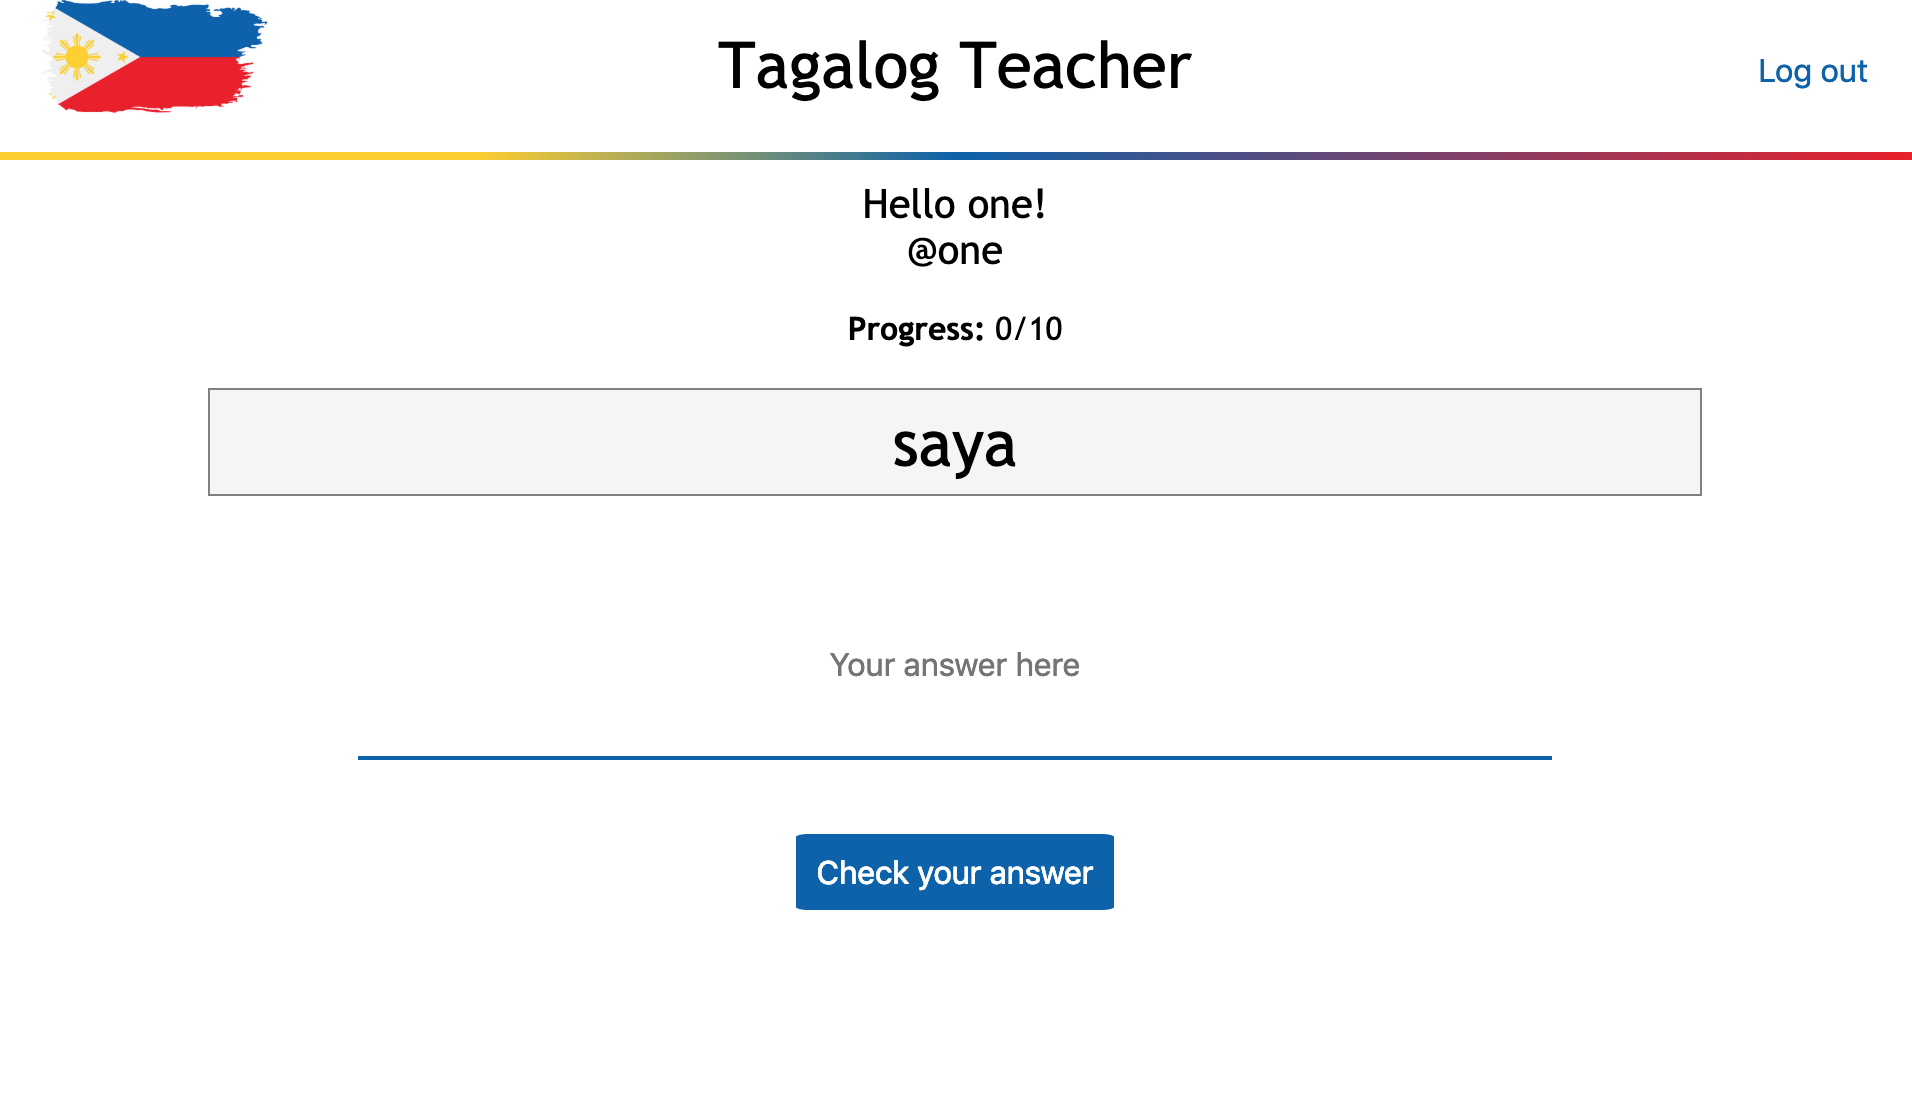 Tagalog Teacher
Log out
Hello one!
@one
Progress: 0/10
saya
Your answer here
Check your answer